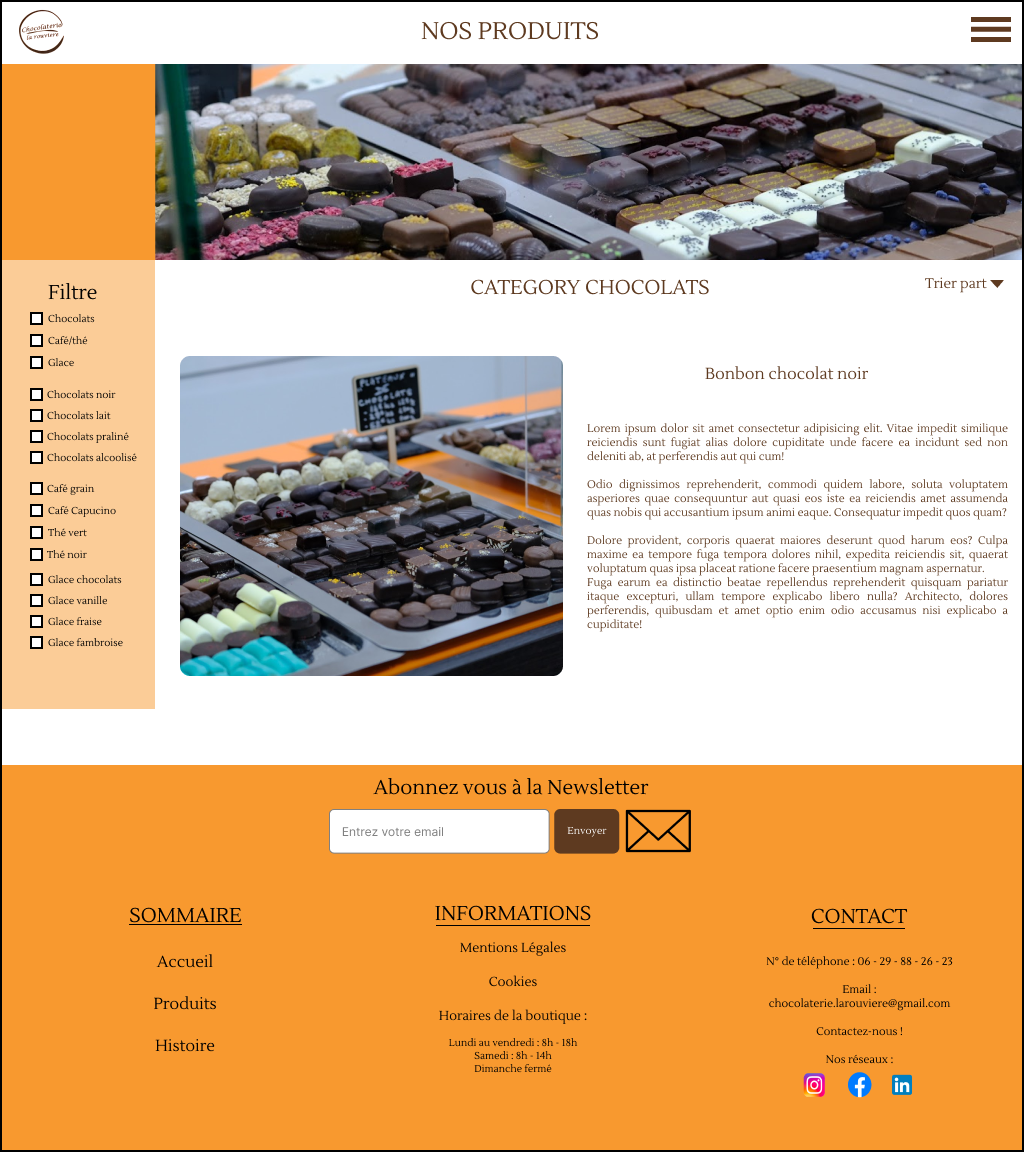 Chocolaterie
la rouvière
NOS PRODUITS
CATEGORY CHOCOLATS
Trier part
Filtre
Chocolats
Café/thé
Glace
Chocolats noir
Chocolats lait
Chocolats praliné
Chocolats alcoolisé
Café grain
Café Capucino
Thé vert
Thé noir
Glace chocolats
Glace vanille
Glace fraise
Glace fambroise
PLATEAUX
CHOCOLATS
Bonbon chocolat noir
Lorem ipsum dolor sit amet consectetur adipisicing elit. Vitae impedit similique
reiciendis sunt fugiat alias dolore cupiditate unde facere ea incidunt sed non
deleniti ab, at perferendis aut qui cum!
Odio dignissimos reprehenderit, commodi quidem labore, soluta voluptatem
asperiores quae consequuntur aut quasi eos iste ea reiciendis amet assumenda
quas nobis qui accusantium ipsum animi eaque. Consequatur impedit quos quam?
Dolore provident, corporis quaerat maiores deserunt quod harum eos? Culpa
maxime ea tempore fuga tempora dolores nihil, expedita reiciendis sit, quaerat
voluptatum quas ipsa placeat ratione facere praesentium magnam aspernatur.
Fuga earum ea distinctio beatae repellendus reprehenderit quisquam pariatur
itaque excepturi, ullam tempore explicabo libero nulla? Architecto, dolores
perferendis, quibusdam et amet optio enim odio accusamus nisi explicabo a
cupiditate!
Abonnez vous à la Newsletter
Entrez votre email
Envoyer
SOMMAIRE
Accueil
Produits
Histoire
INFORMATIONS
Mentions Légales
Cookies
Horaires de la boutique :
Lundi au vendredi : 8h - 18h
Samedi : 8h - 14h
Dimanche fermé
CONTACT
N° de téléphone : 06 - 29 - 88 - 26 - 23
Email :
chocolaterie.larouviere@gmail.com
Contactez-nous !
Nos réseaux :
in